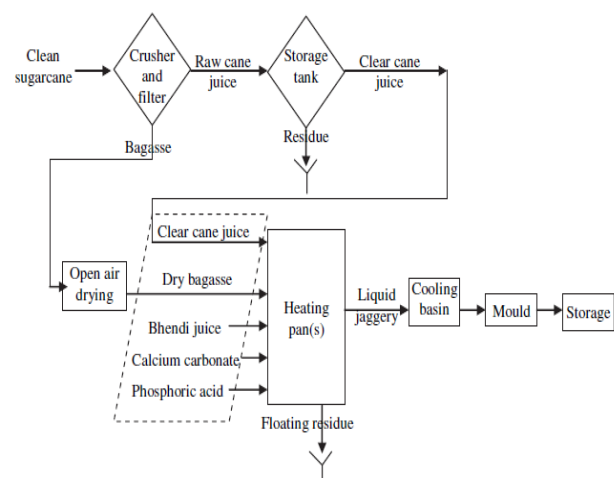 Clean
sugarcane
Crusher
and
filter
Raw cane
juice
Storage
tank
Clear cane
juice
Bagasse
Residue
Clear cane juice
Open air
drying
Dry bagasse
Bhendi juice
Calcium carbonate
Phosphoric acid
Heating
pan(s)
Liquid
jaggery
Cooling
basin
Mould
Storage
Floating residue